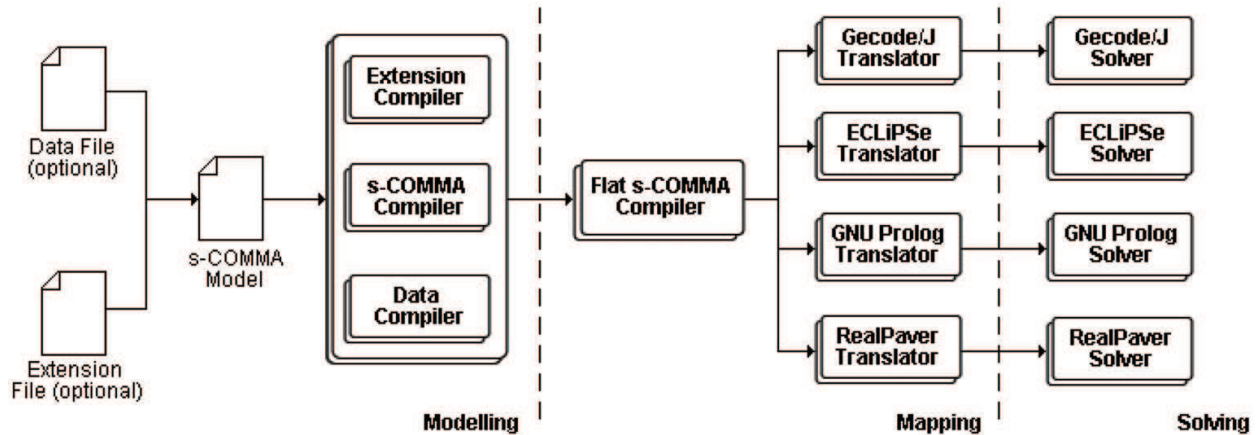 Data File
(optional)
Extension
File (optional)
s-COMMA
Model
Extension
Compiler
s-COMMA
Compiler
Data
Compiler
Modelling
Flat s-COMMA
Compiler
Gecode/J
Translator
ECLiPSe
Translator
GNU Prolog
Translator
RealPaver
Translator
Mapping
Gecode/J
Solver
ECLiPSe
Solver
GNU Prolog
Solver
RealPaver
Solver
Solving